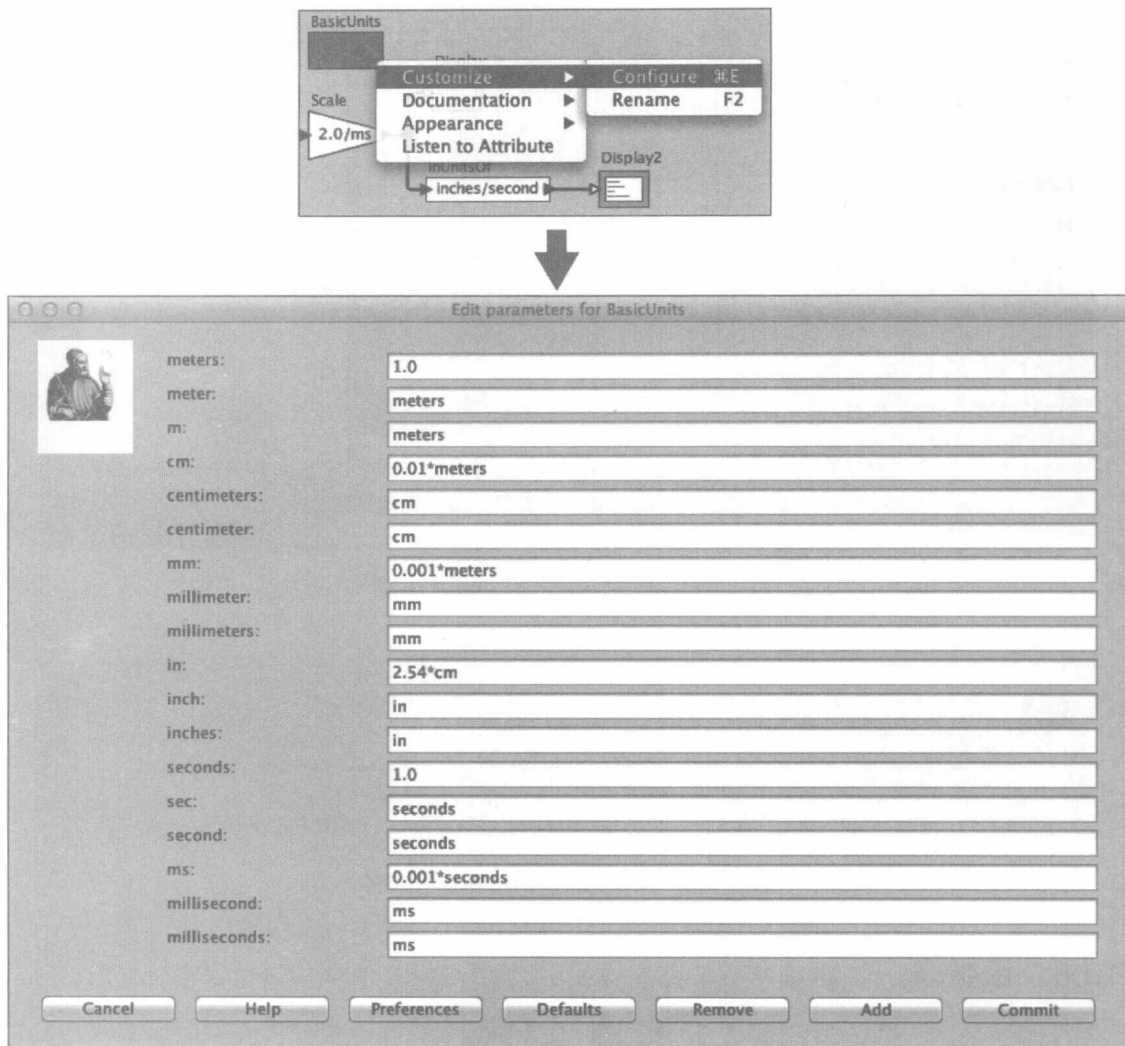 BasicUnits
Display
Customize
Configure ⌘E
Documentation
Rename F2
Scale
Appearance
2.0/ms
Listen to Attribute
Display2
InUnitsOf
inches/second
Edit parameters for BasicUnits
meters: 1.0
meter: meters
m: meters
cm: 0.01*meters
centimeters: cm
centimeter: cm
mm: 0.001*meters
millimeter: mm
millimeters: mm
in: 2.54*cm
inch: in
inches: in
seconds: 1.0
sec: seconds
second: seconds
ms: 0.001*seconds
millisecond: ms
milliseconds: ms
Cancel Help Preferences Defaults Remove Add Commit